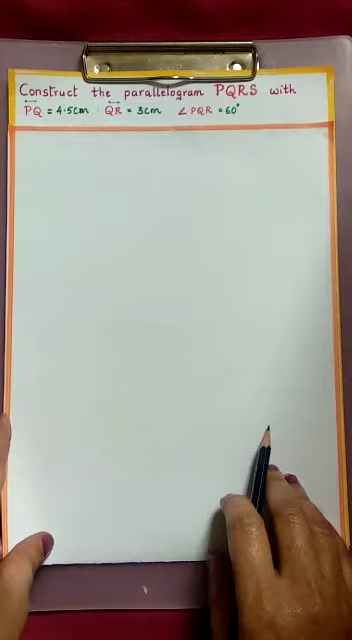 Construct the parallelogram PQRS with
PQ = 4.5cm QR = 3cm ∠PQR = 60°